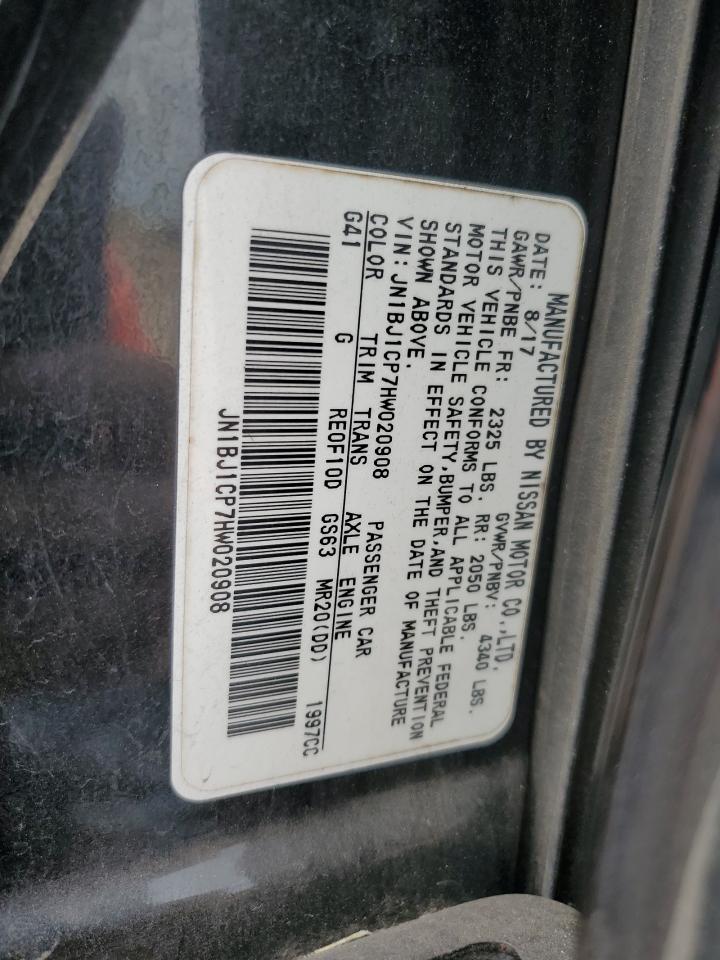 MANUFACTURED BY NISSAN MOTOR CO.,LTD.
DATE: 8/17 GVWR/PNBV: 4340 LBS.
GAWR/PNBE FR: 2325 LBS. RR: 2050 LBS.
THIS VEHICLE CONFORMS TO ALL APPLICABLE FEDERAL
MOTOR VEHICLE SAFETY,BUMPER,AND THEFT PREVENTION
STANDARDS IN EFFECT ON THE DATE OF MANUFACTURE
SHOWN ABOVE.
VIN: JN1BJ1CP7HW020908 PASSENGER CAR
COLOR TRIM TRANS AXLE ENGINE
G41 G RE0F10D GS63 MR20(DD) 1997CC
JN1BJ1CP7HW020908